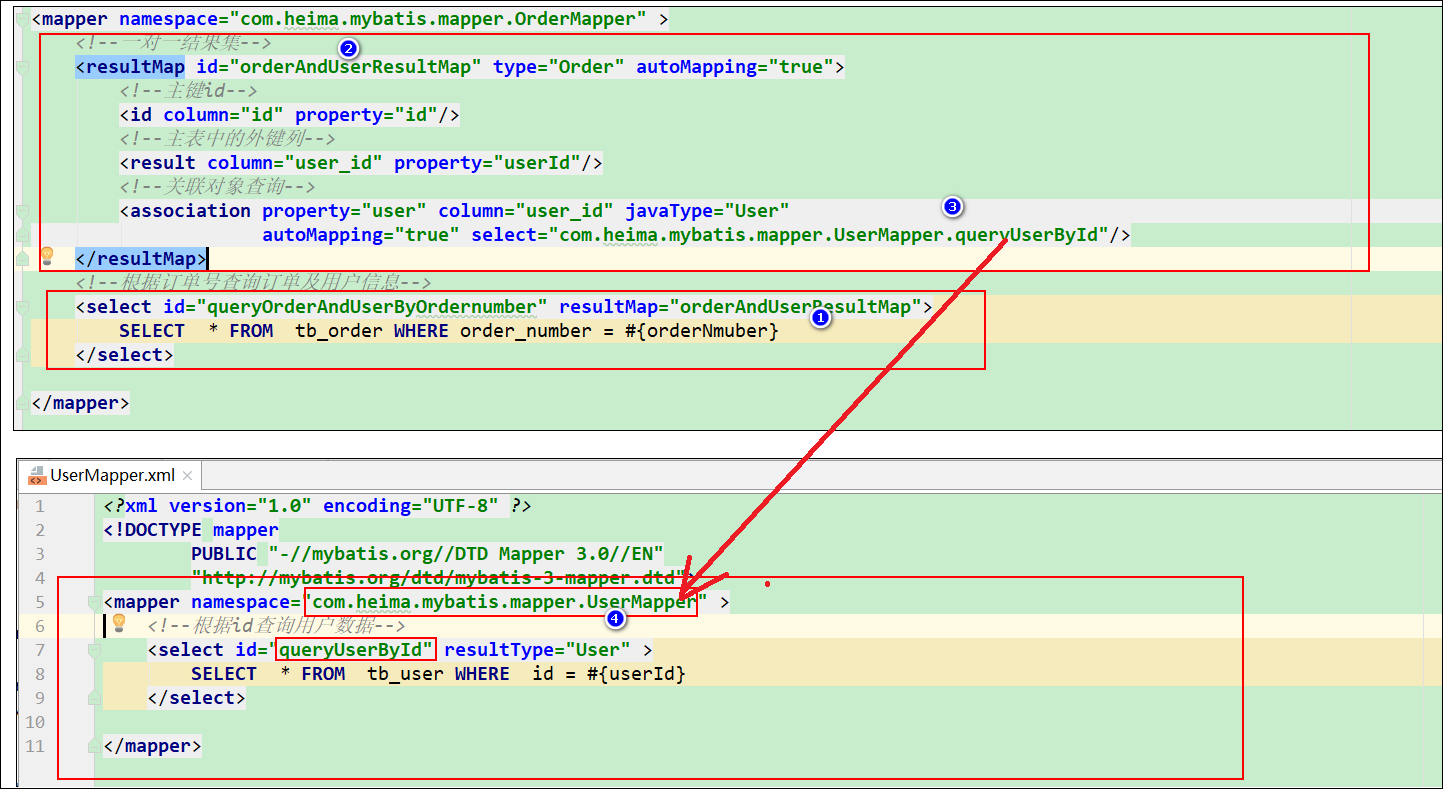 <mapper namespace="com.heima.mybatis.mapper.OrderMapper" >
<!--一对一结果集-->
2
<resultMap id="orderAndUserResultMap" type="Order" autoMapping="true">
<!--主键id-->
<id column="id" property="id"/>
<!--主表中的外键列-->
<result column="user_id" property="userId"/>
<!--关联对象查询-->
<association property="user" column="user_id" javaType="User"
3
autoMapping="true" select="com.heima.mybatis.mapper.UserMapper.queryUserById"/>
</resultMap>
<!--根据订单号查询订单及用户信息-->
<select id="queryOrderAndUserByOrdernumber" resultMap="orderAndUserResultMap">
1
SELECT * FROM tb_order WHERE order_number = #{orderNmuber}
</select>
</mapper>
UserMapper.xml ×
1 <?xml version="1.0" encoding="UTF-8" ?>
2 <!DOCTYPE mapper
3 PUBLIC "-//mybatis.org//DTD Mapper 3.0//EN"
4 "http://mybatis.org/dtd/mybatis-3-mapper.dtd">
5 <mapper namespace="com.heima.mybatis.mapper.UserMapper" >
4
6 <!--根据id查询用户数据-->
7 <select id="queryUserById" resultType="User" >
8 SELECT * FROM tb_user WHERE id = #{userId}
9 </select>
10
11 </mapper>